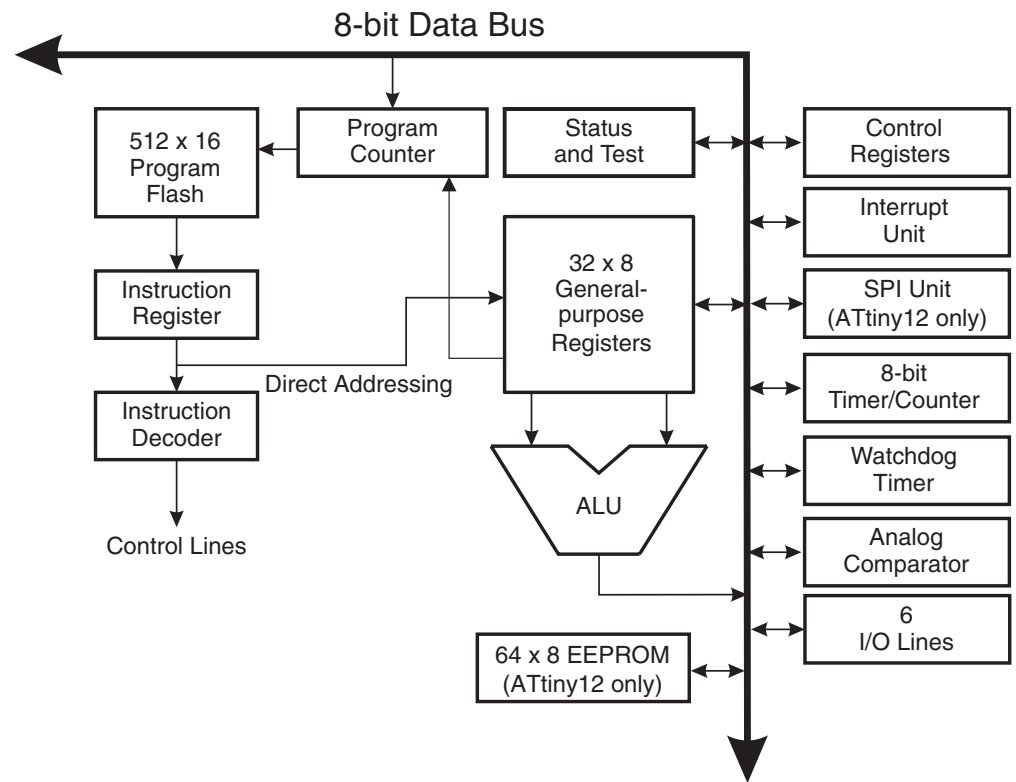 8-bit Data Bus
512 x 16
Program
Flash
Program
Counter
Status
and Test
Control
Registers
Interrupt
Unit
32 x 8
General-
purpose
Registers
Instruction
Register
SPI Unit
(ATtiny12 only)
Direct Addressing
8-bit
Timer/Counter
Instruction
Decoder
Watchdog
Timer
ALU
Control Lines
Analog
Comparator
6
I/O Lines
64 x 8 EEPROM
(ATtiny12 only)